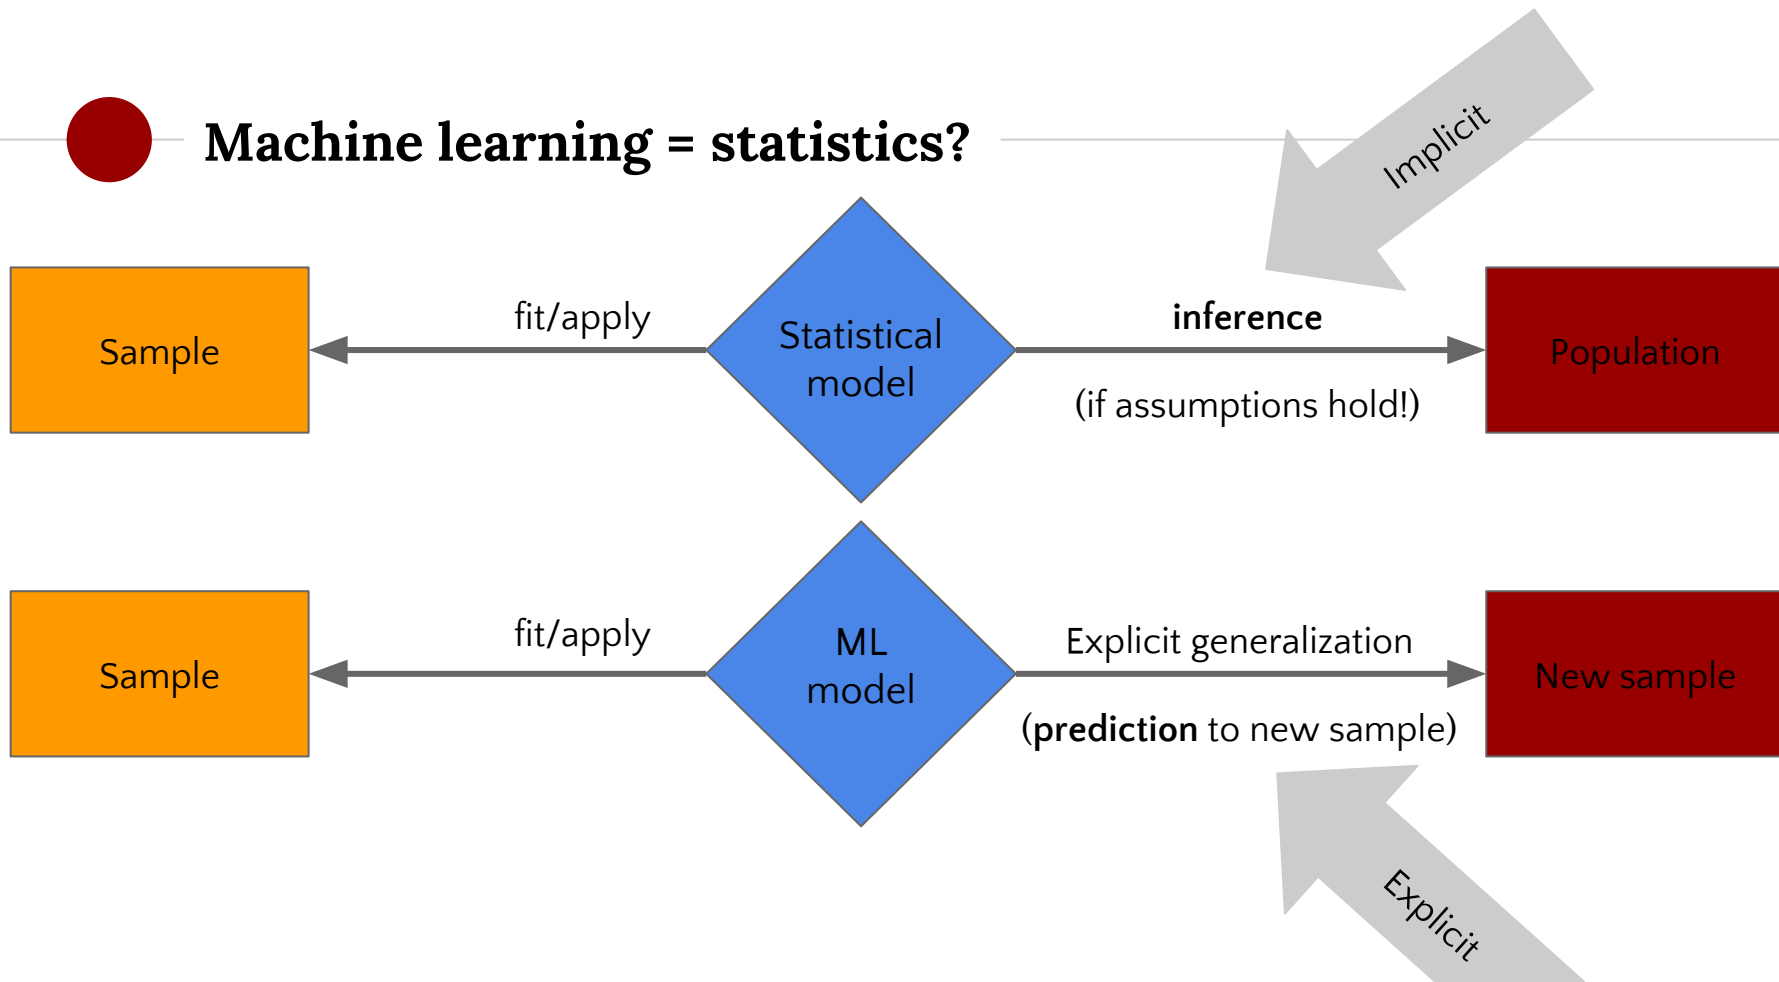 Machine learning = statistics?
Implicit
Sample
fit/apply
Statistical
model
inference
(if assumptions hold!)
Population
Sample
fit/apply
ML
model
Explicit generalization
(prediction to new sample)
New sample
Explicit